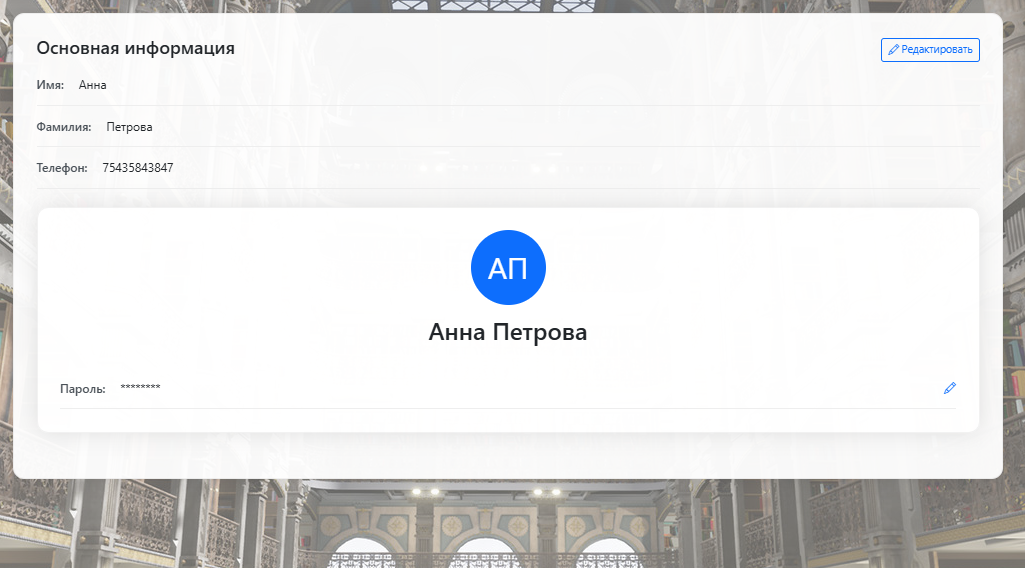 Основная информация
Редактировать
Имя: Анна
Фамилия: Петрова
Телефон: 75435843847
АП
Анна Петрова
Пароль: ********